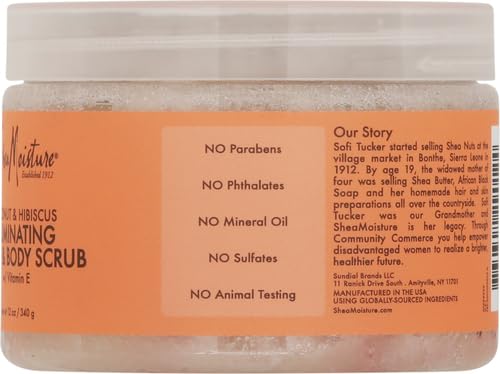 Moisture®
Established 1912
NUT & HIBISCUS
MINATING
& BODY SCRUB
w/ Vitamin E
12 oz / 340 g
NO Parabens
NO Phthalates
NO Mineral Oil
NO Sulfates
NO Animal Testing
Our Story
Sofi Tucker started selling Shea Nuts at the
village market in Bonthe, Sierra Leone in
1912. By age 19, the widowed mother of
four was selling Shea Butter, African Black
Soap and her homemade hair and skin
preparations all over the countryside. Sofi
Tucker was our Grandmother and
SheaMoisture is her legacy. Through
Community Commerce you help empower
disadvantaged women to realize a brighter,
healthier future.
Sundial Brands LLC
11 Ranick Drive South . Amityville, NY 11701
MANUFACTURED IN THE USA
USING GLOBALLY-SOURCED INGREDIENTS
SheaMoisture.com